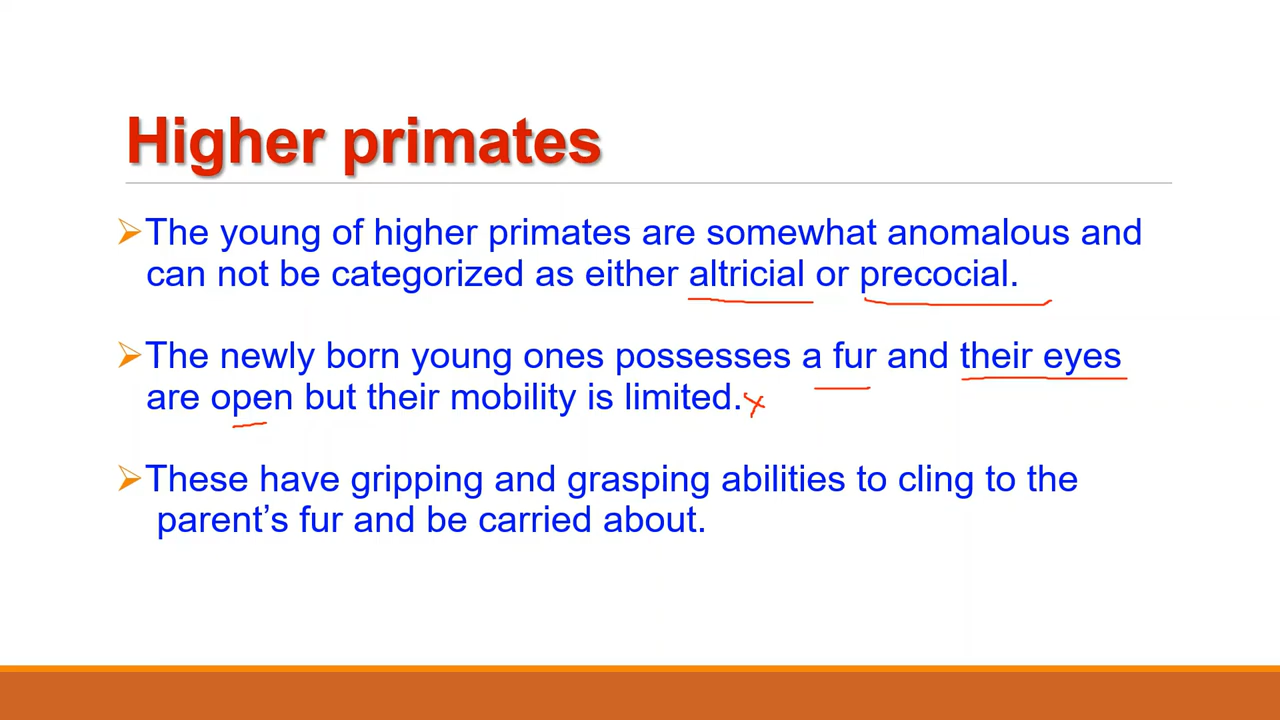 Higher primates
The young of higher primates are somewhat anomalous and
can not be categorized as either altricial or precocial.
The newly born young ones possesses a fur and their eyes
are open but their mobility is limited.
These have gripping and grasping abilities to cling to the
parent's fur and be carried about.